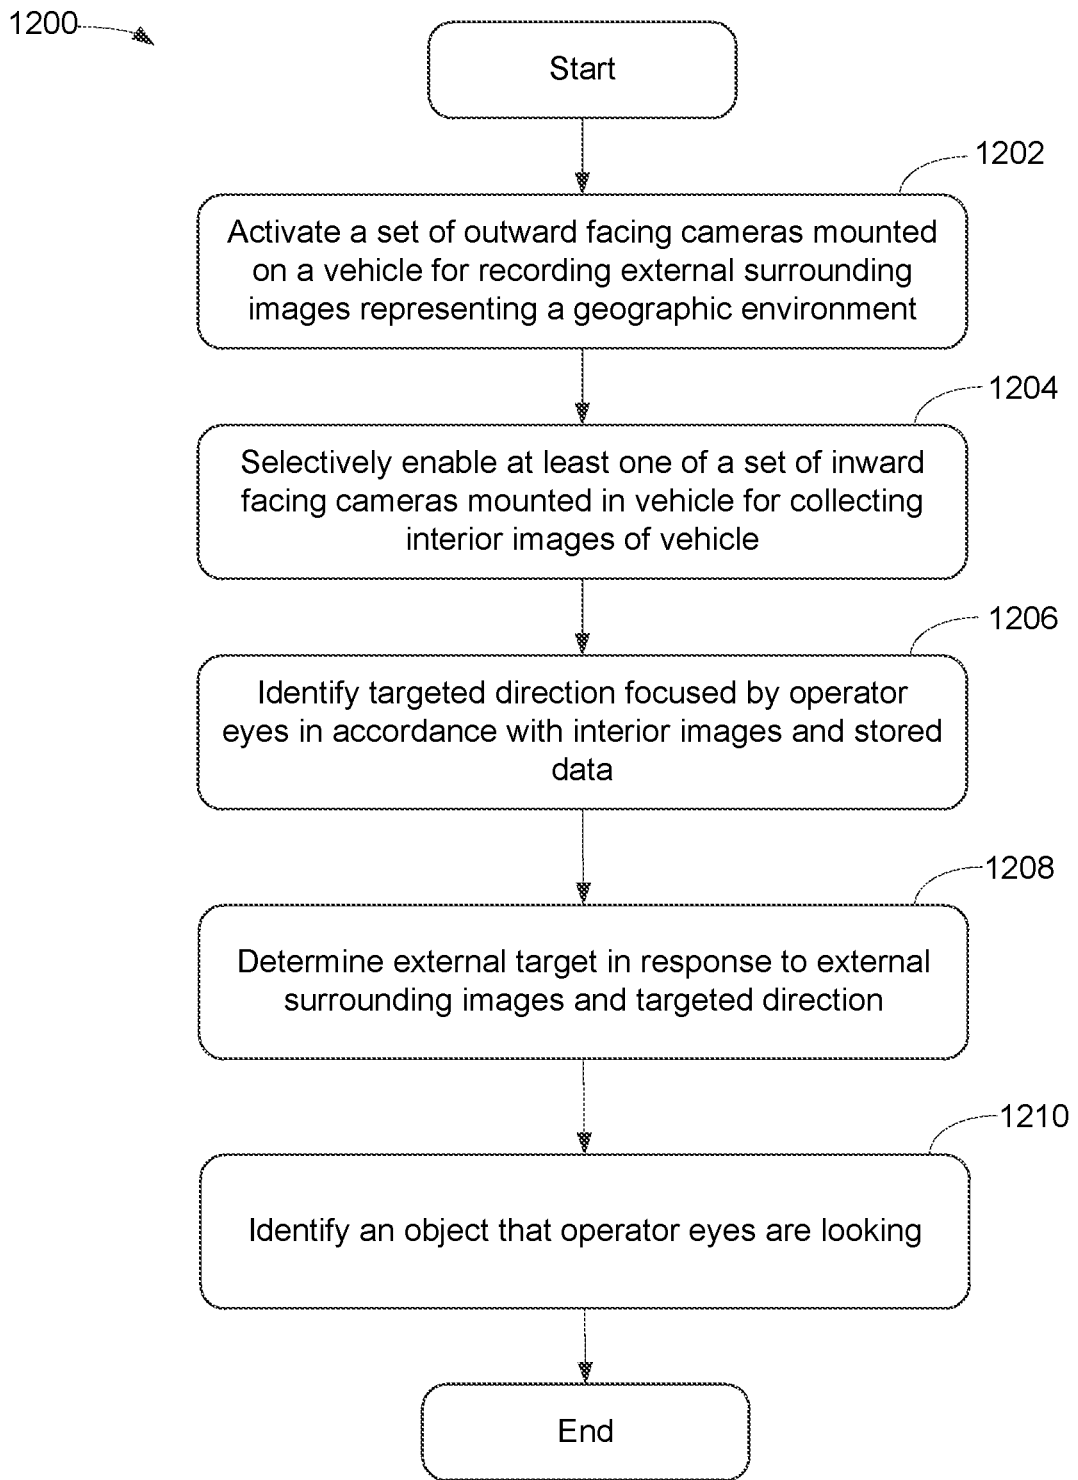 1200
Start
1202
Activate a set of outward facing cameras mounted
on a vehicle for recording external surrounding
images representing a geographic environment
1204
Selectively enable at least one of a set of inward
facing cameras mounted in vehicle for collecting
interior images of vehicle
1206
Identify targeted direction focused by operator
eyes in accordance with interior images and stored
data
1208
Determine external target in response to external
surrounding images and targeted direction
1210
Identify an object that operator eyes are looking
End